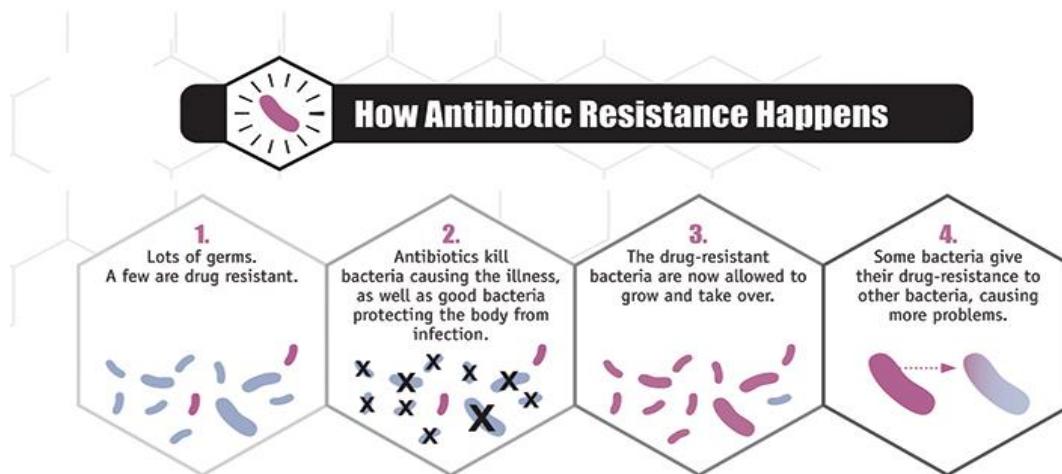 How Antibiotic Resistance Happens
1.
Lots of germs.
A few are drug resistant.
2.
Antibiotics kill
bacteria causing the illness,
as well as good bacteria
protecting the body from
infection.
X X X X X X X X X X X
3.
The drug-resistant
bacteria are now allowed to
grow and take over.
4.
Some bacteria give
their drug-resistance to
other bacteria, causing
more problems.